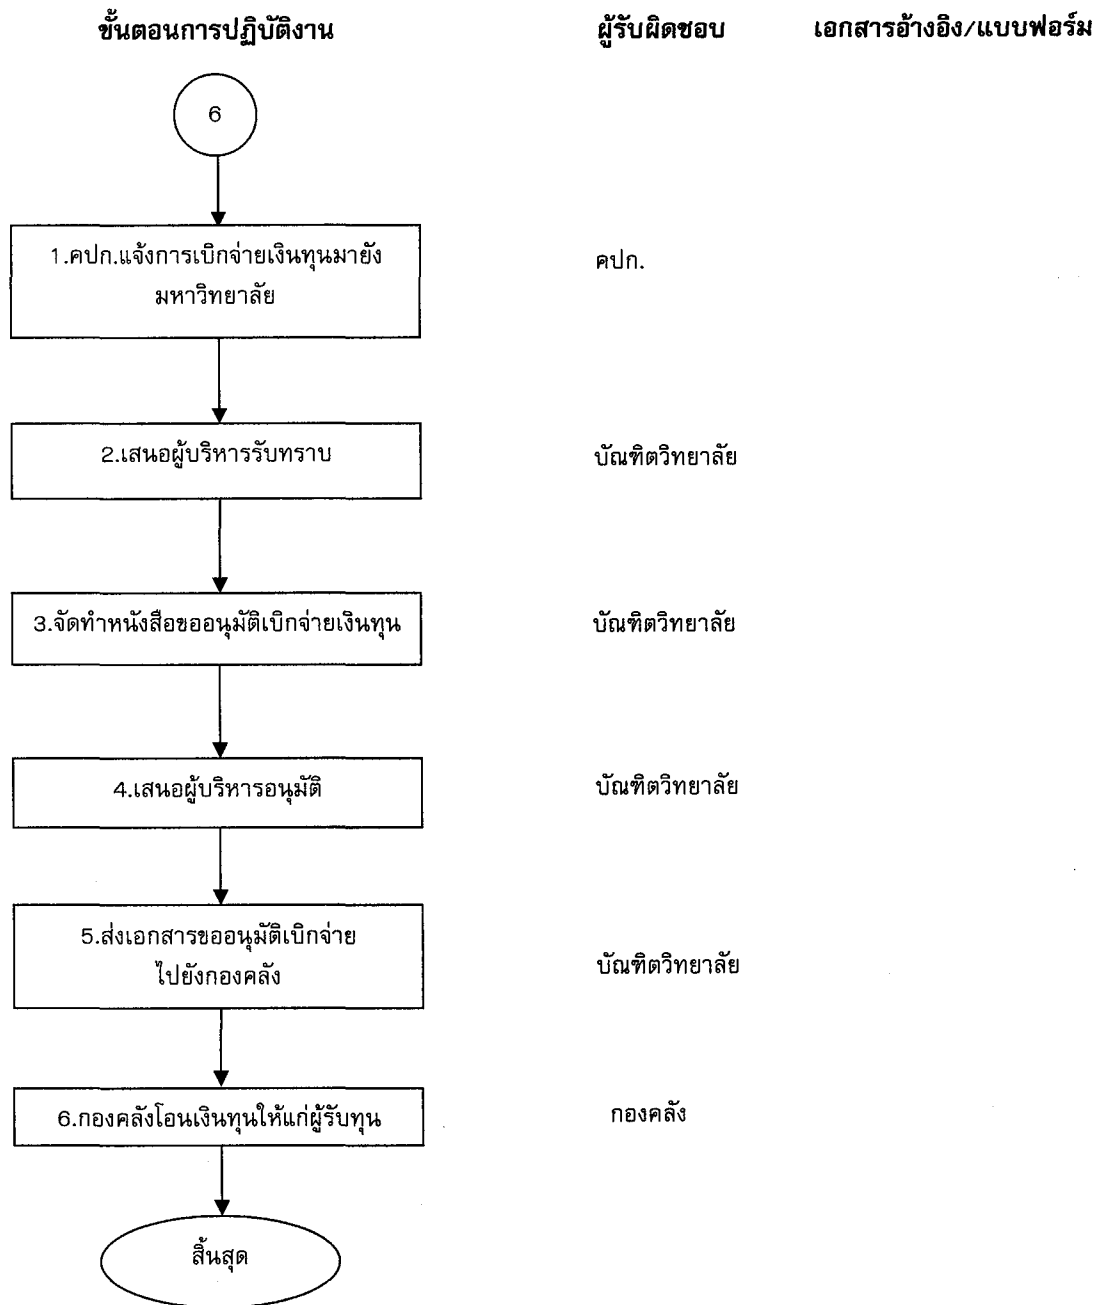 ขั้นตอนการปฏิบัติงาน ผู้รับผิดชอบ เอกสารอ้างอิง/แบบฟอร์ม
6
1.คปก.แจ้งการเบิกจ่ายเงินทุนมายัง
มหาวิทยาลัย
คปก.
2.เสนอผู้บริหารรับทราบ
บัณฑิตวิทยาลัย
3.จัดทำหนังสือขออนุมัติเบิกจ่ายเงินทุน
บัณฑิตวิทยาลัย
4.เสนอผู้บริหารอนุมัติ
บัณฑิตวิทยาลัย
5.ส่งเอกสารขออนุมัติเบิกจ่าย
ไปยังกองคลัง
บัณฑิตวิทยาลัย
6.กองคลังโอนเงินทุนให้แก่ผู้รับทุน
กองคลัง
สิ้นสุด